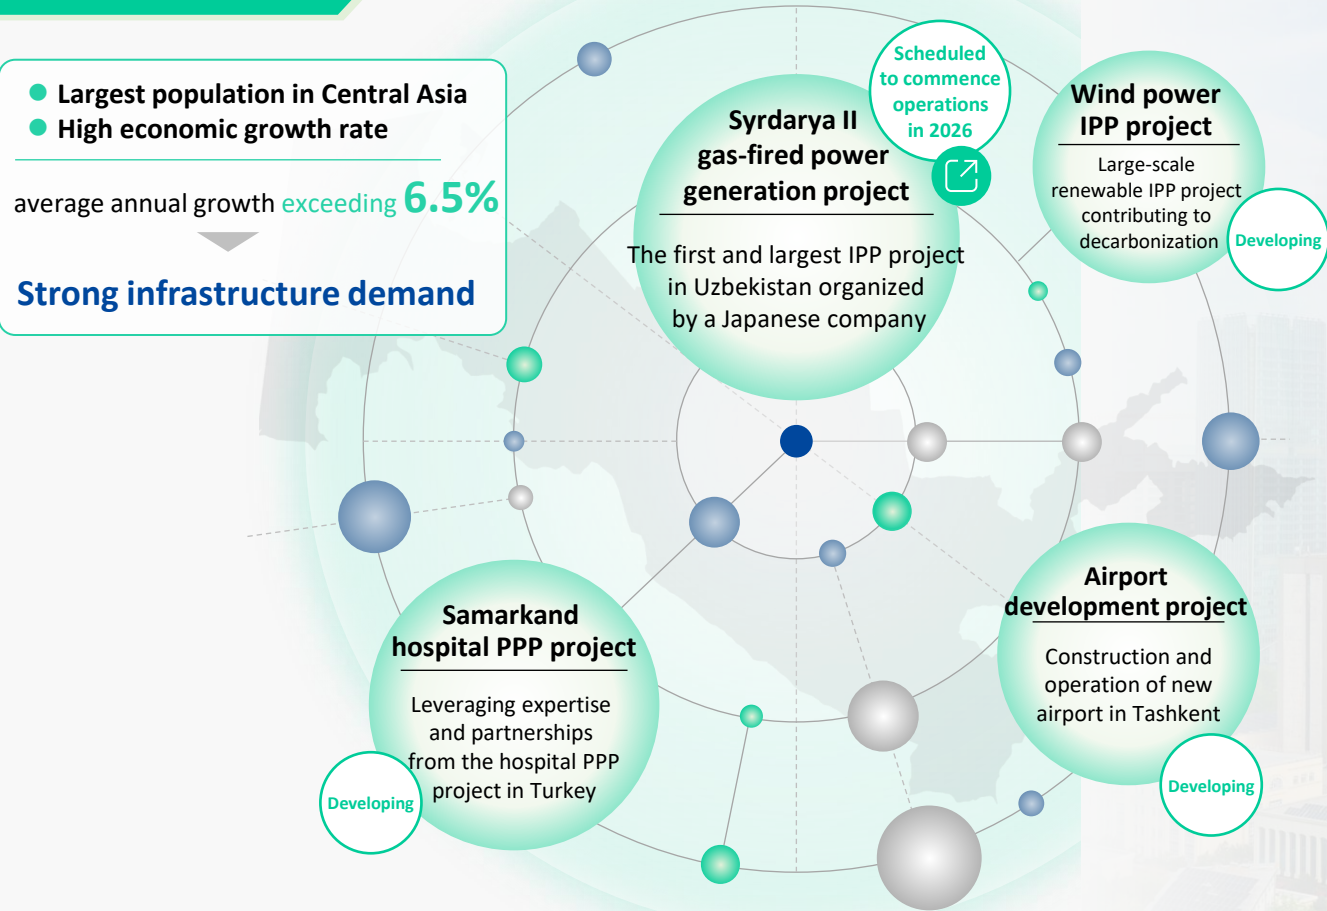 Largest population in Central Asia
High economic growth rate
average annual growth exceeding 6.5%
Strong infrastructure demand
Scheduled
to commence
operations
in 2026
Syrdarya II
gas-fired power
generation project
The first and largest IPP project
in Uzbekistan organized
by a Japanese company
Wind power
IPP project
Large-scale
renewable IPP project
contributing to
decarbonization
Developing
Samarkand
hospital PPP project
Leveraging expertise
and partnerships
from the hospital PPP
project in Turkey
Developing
Airport
development project
Construction and
operation of new
airport in Tashkent
Developing